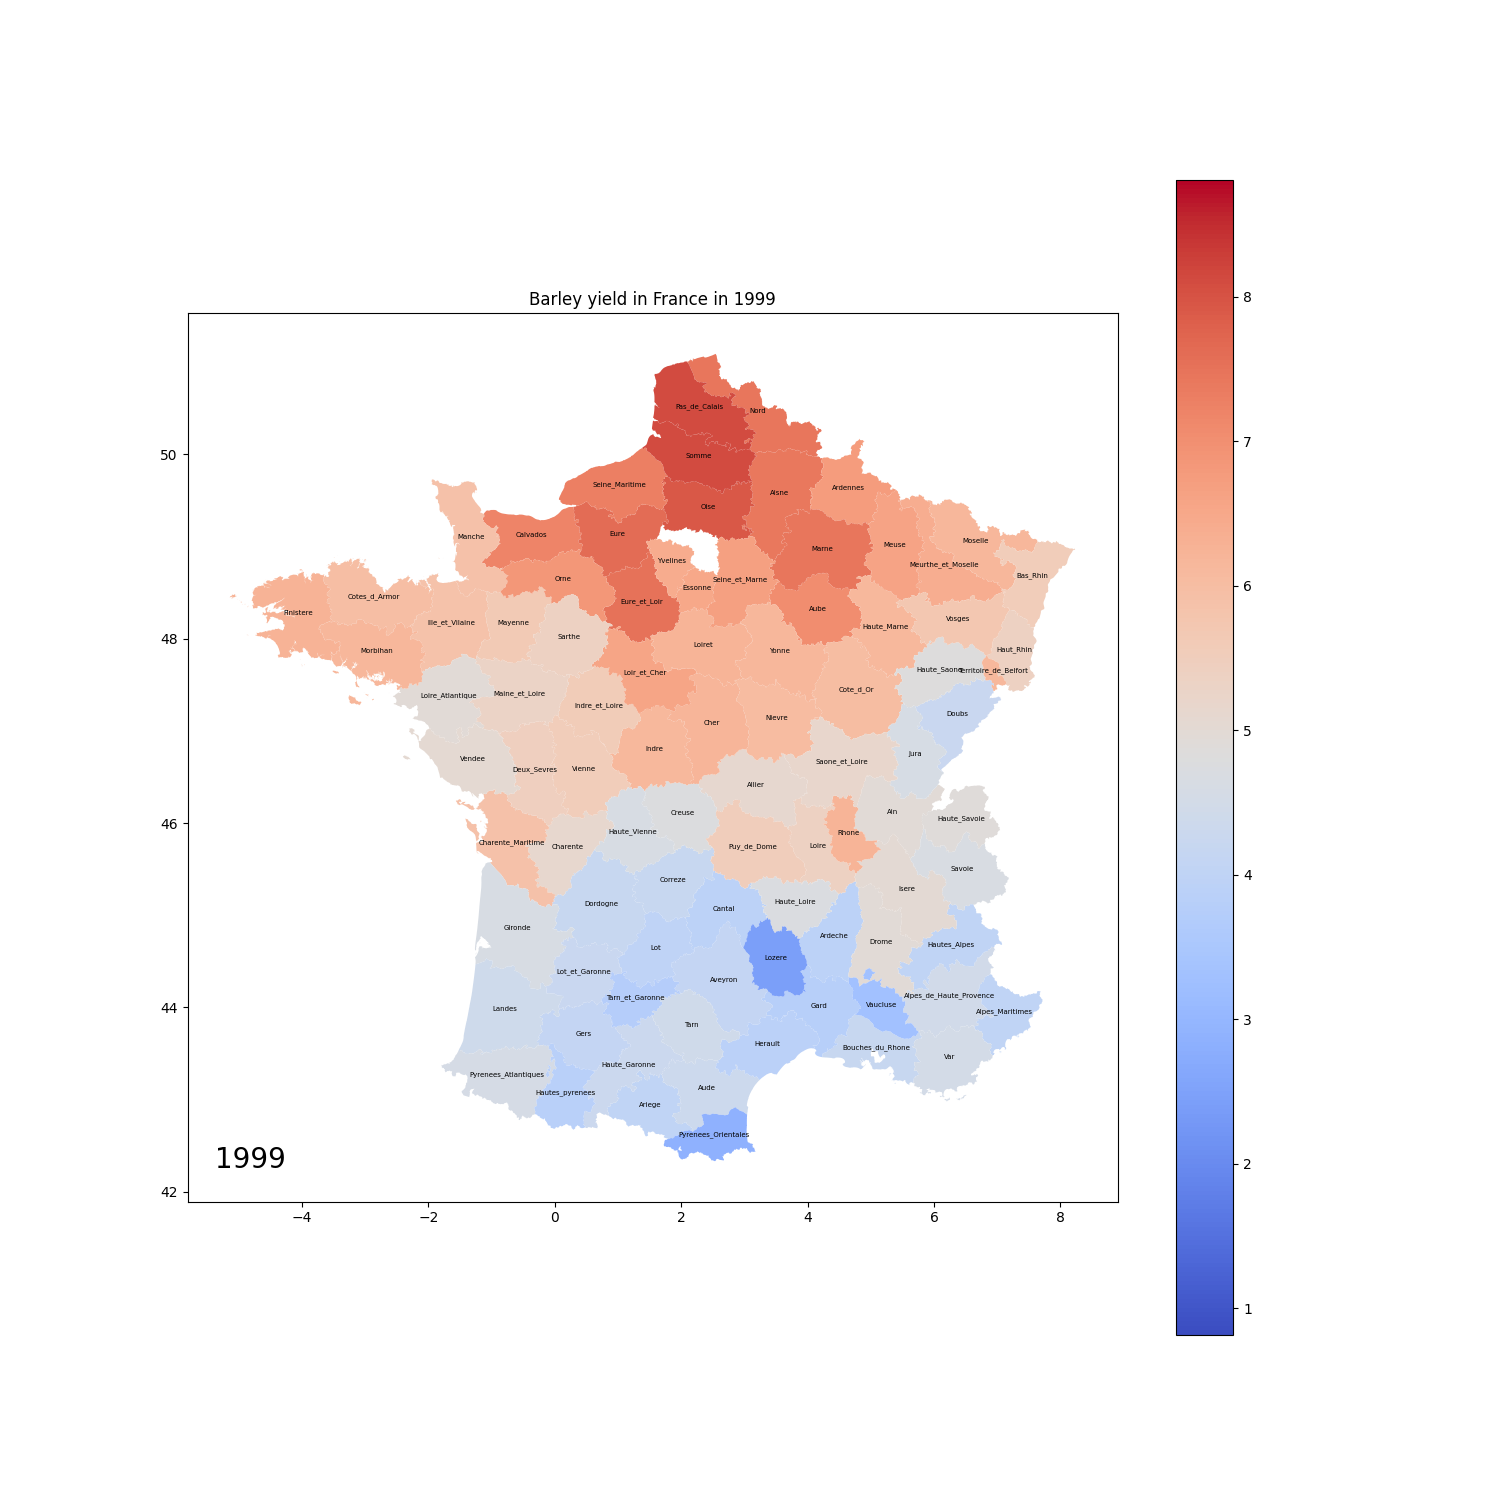 Barley yield in France in 1999
8
7
6
5
4
3
2
1
50
48
46
44
42
−4
−2
0
2
4
6
8
1999
Pas_de_Calais
Nord
Somme
Seine_Maritime
Oise
Aisne
Ardennes
Manche
Calvados
Eure
Yvelines
Marne
Meuse
Moselle
Meurthe_et_Moselle
Bas_Rhin
Orne
Essonne
Seine_et_Marne
Eure_et_Loir
Aube
Haute_Marne
Vosges
Finistere
Cotes_d_Armor
Ille_et_Vilaine
Mayenne
Sarthe
Loiret
Yonne
Haut_Rhin
Morbihan
Loir_et_Cher
Haute_Saone
Territoire_de_Belfort
Loire_Atlantique
Maine_et_Loire
Indre_et_Loire
Cote_d_Or
Doubs
Cher
Nievre
Vendee
Deux_Sevres
Vienne
Indre
Saone_et_Loire
Jura
Allier
Creuse
Ain
Haute_Savoie
Haute_Vienne
Rhone
Charente_Maritime
Charente
Puy_de_Dome
Loire
Savoie
Correze
Isere
Dordogne
Cantal
Haute_Loire
Gironde
Lot
Ardeche
Drome
Hautes_Alpes
Lozere
Lot_et_Garonne
Aveyron
Tarn_et_Garonne
Landes
Gard
Vaucluse
Alpes_de_Haute_Provence
Alpes_Maritimes
Gers
Tarn
Herault
Bouches_du_Rhone
Var
Haute_Garonne
Pyrenees_Atlantiques
Hautes_pyrenees
Ariege
Aude
Pyrenees_Orientales